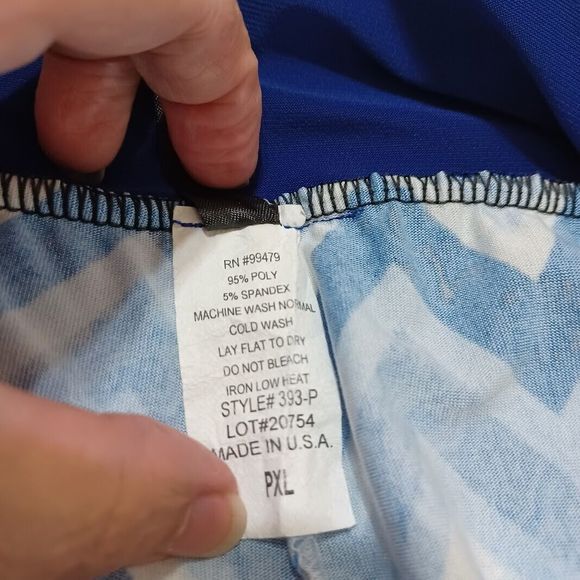 RN #99479
95% POLY
5% SPANDEX
MACHINE WASH NORMAL
COLD WASH
LAY FLAT TO DRY
DO NOT BLEACH
IRON LOW HEAT
STYLE# 393-P
LOT#20754
MADE IN U.S.A.
PXL